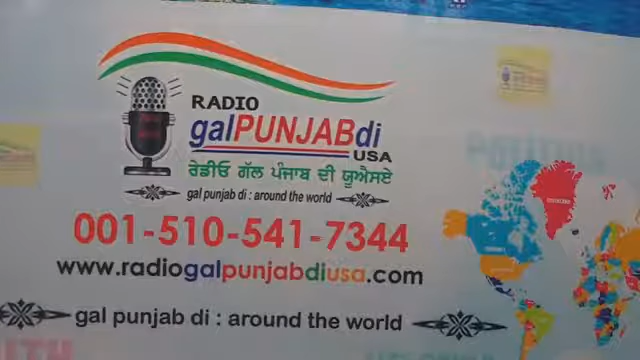 RADIO
galPUNJABdi
USA
ਰੇਡੀਓ ਗੱਲ ਪੰਜਾਬ ਦੀ ਯੂਐਸਏ
gal punjab di : around the world
001-510-541-7344
www.radiogalpunjabdiusa.com
gal punjab di : around the world